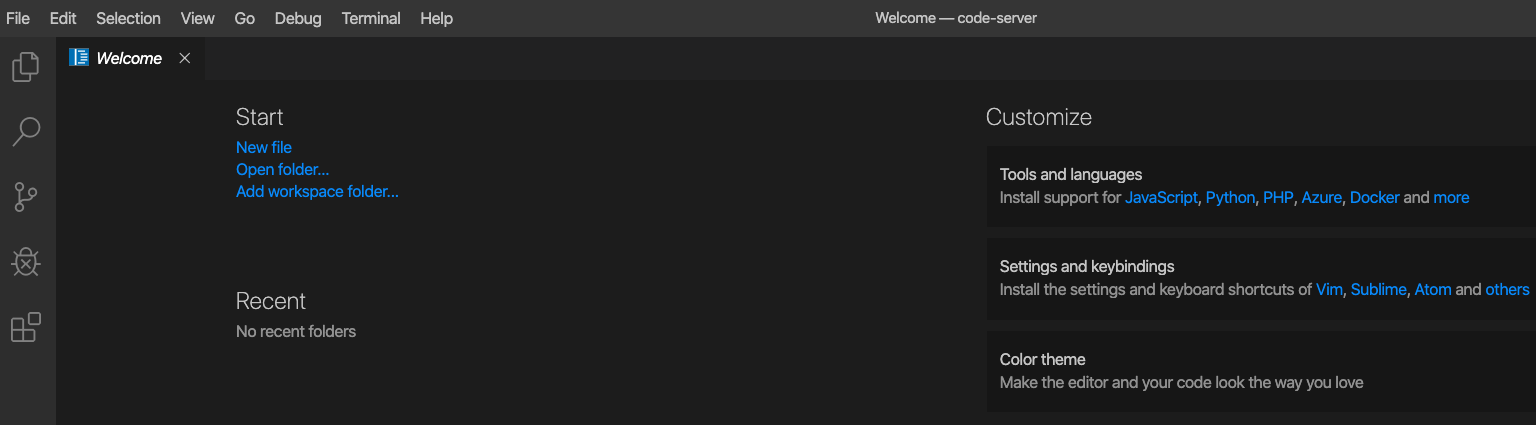 File Edit Selection View Go Debug Terminal Help
Welcome — code-server
Welcome
Start
New file
Open folder...
Add workspace folder...
Recent
No recent folders
Customize
Tools and languages
Install support for JavaScript, Python, PHP, Azure, Docker and more
Settings and keybindings
Install the settings and keyboard shortcuts of Vim, Sublime, Atom and others
Color theme
Make the editor and your code look the way you love